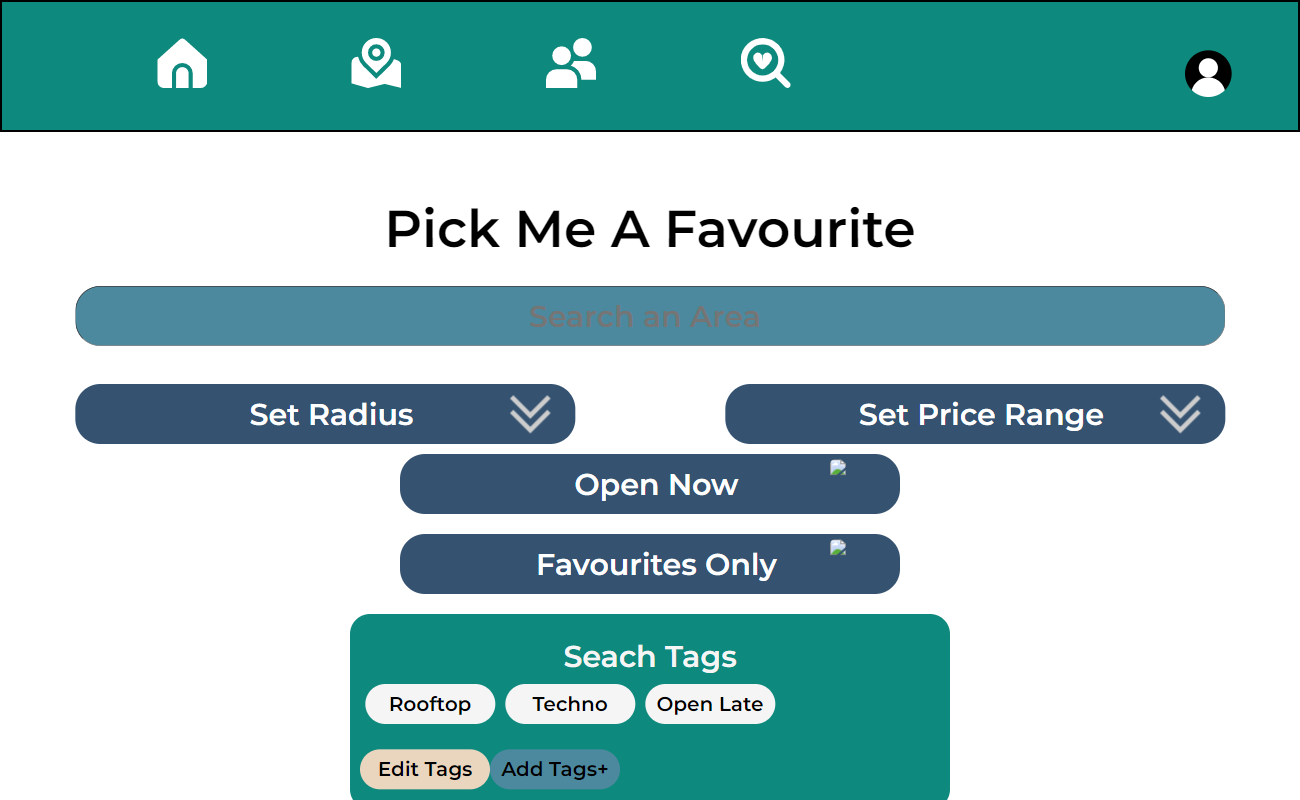 Pick Me A Favourite
Search an Area
Set Radius
Set Price Range
Open Now
Favourites Only
Seach Tags
Rooftop Techno Open Late
Edit Tags Add Tags+